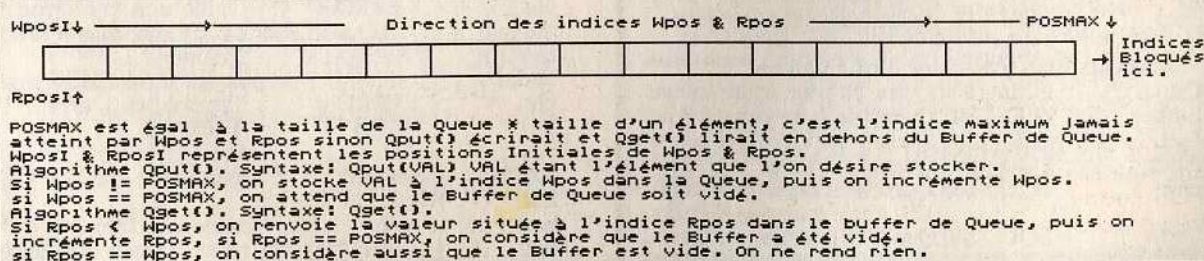 WposI↓ ────→──── Direction des indices Wpos & Rpos ────→──── POSMAX ↓
Indices
→ Bloqués
ici.
RposI↑
POSMAX est égal à la taille de la Queue * taille d'un élément, c'est l'indice maximum jamais
atteint par Wpos et Rpos sinon Qput() écrirait et Qget() lirait en dehors du Buffer de Queue.
WposI & RposI représentent les positions Initiales de Wpos & Rpos.
Algorithme Qput(). Syntaxe: Qput(VAL) VAL étant l'élément que l'on désire stocker.
Si Wpos != POSMAX, on stocke VAL à l'indice Wpos dans la Queue, puis on incrémente Wpos.
si Wpos == POSMAX, on attend que le Buffer de Queue soit vidé.
Algorithme Qget(). Syntaxe: Qget().
Si Rpos < Wpos, on renvoie la valeur située à l'indice Rpos dans le buffer de Queue, puis on
incrémente Rpos, si Rpos == POSMAX, on considère que le Buffer a été vidé.
si Rpos == Wpos, on considère aussi que le Buffer est vide. On ne rend rien.